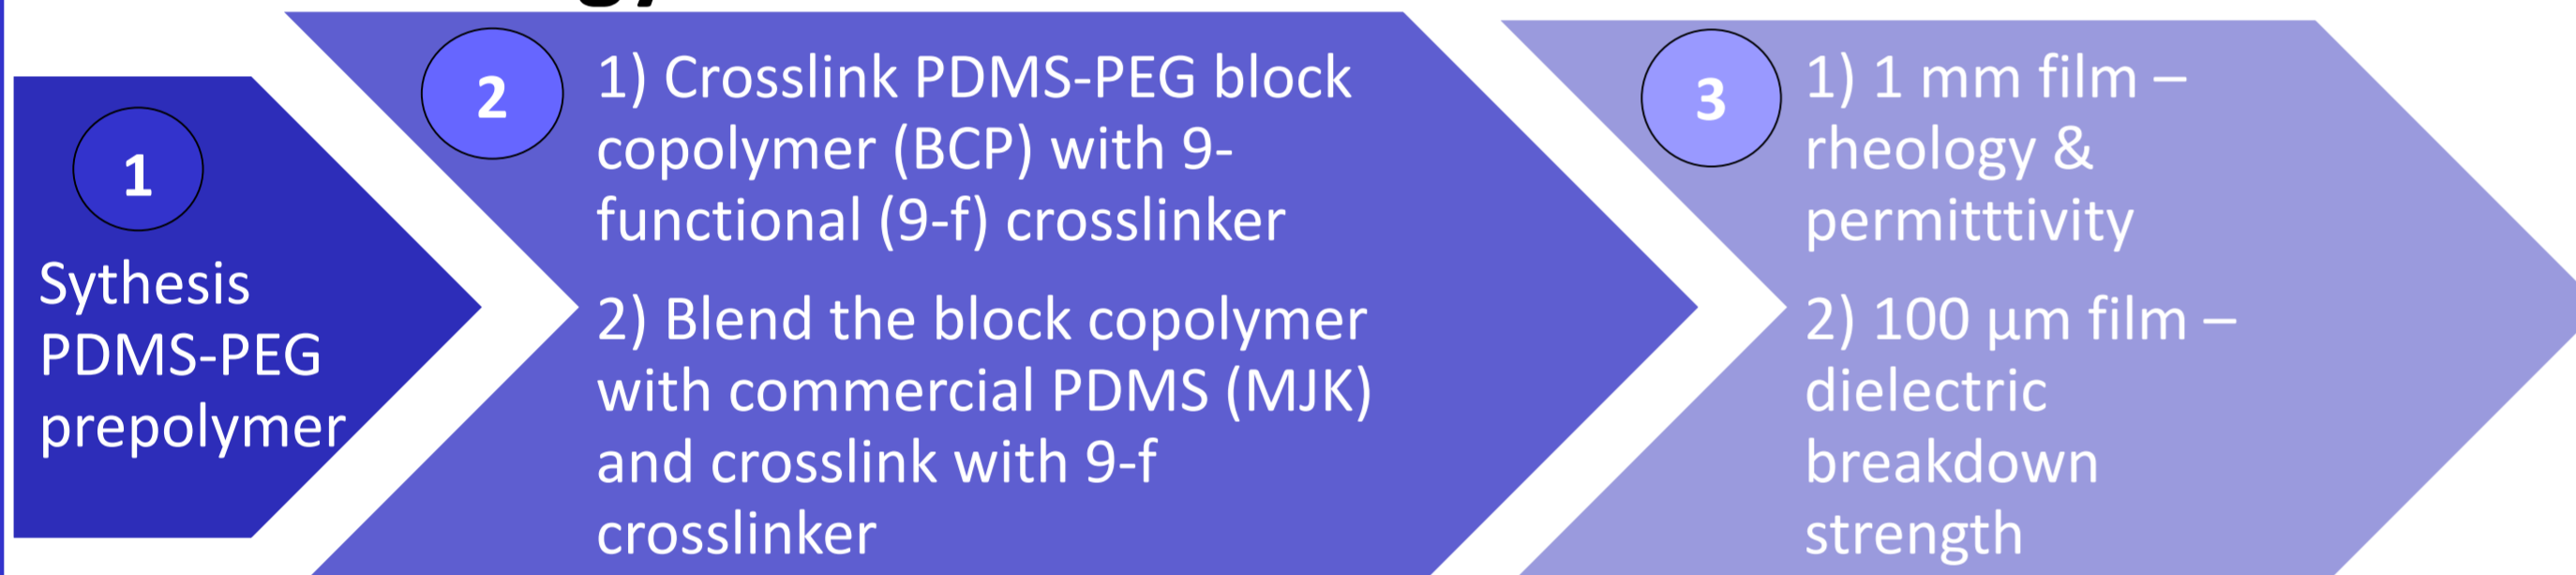 1
Sythesis
PDMS-PEG
prepolymer
2
1) Crosslink PDMS-PEG block
copolymer (BCP) with 9-
functional (9-f) crosslinker
2) Blend the block copolymer
with commercial PDMS (MJK)
and crosslink with 9-f
crosslinker
3
1) 1 mm film –
rheology &
permitttivity
2) 100 µm film –
dielectric
breakdown
strength